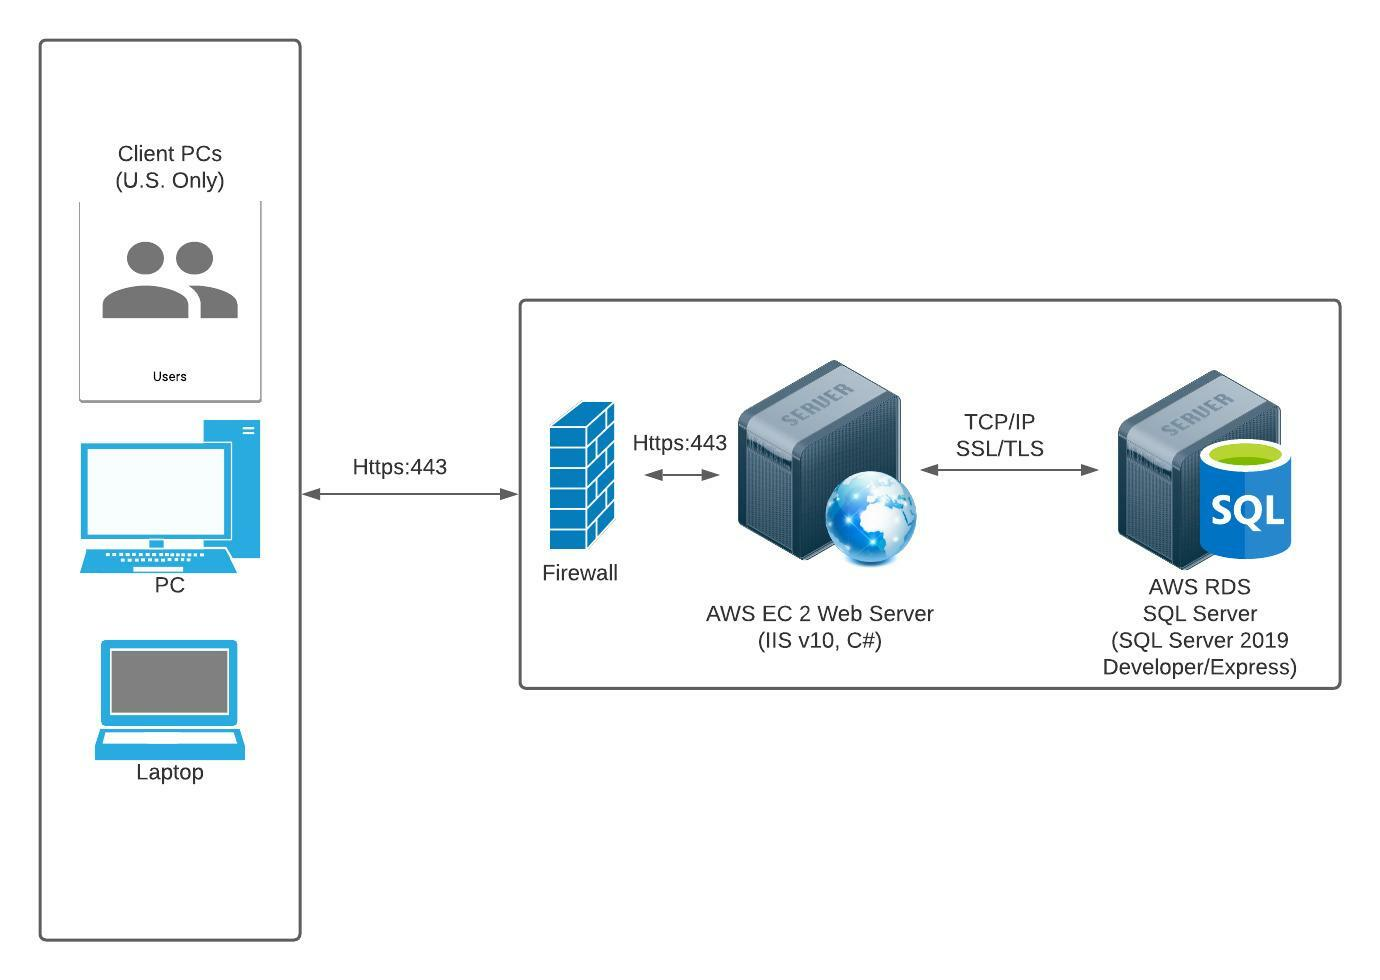 Client PCs
(U.S. Only)
Users
PC
Laptop
Https:443
Firewall
Https:443
SERVER
AWS EC 2 Web Server
(IIS v10, C#)
TCP/IP
SSL/TLS
SERVER
SQL
AWS RDS
SQL Server
(SQL Server 2019
Developer/Express)